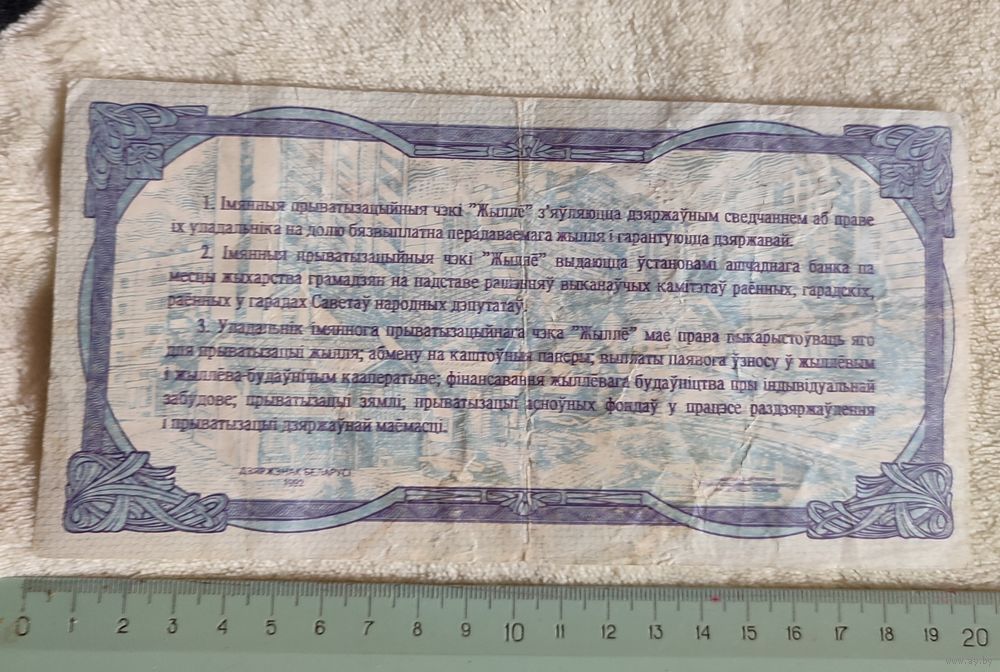 1. Імянныя прыватызацыйныя чэкі "Жыллё" з'яўляюцца дзяржаўным сведчаннем аб праве
іх уладальніка на долю бязвыплатна перадаваемага жылля і гарантуюцца дзяржавай.
2. Імянныя прыватызацыйныя чэкі "Жыллё" выдаюцца ўстановамі ашчаднага банка па
месцы жыхарства грамадзян на падставе рашэнняў выканаўчых камітэтаў раённых, гарадскіх,
раённых у гарадах Саветаў народных дэпутатаў.
3. Уладальнік імяннога прыватызацыйнага чэка "Жыллё" мае права выкарыстоўваць яго
для прыватызацыі жылля; абмену на каштоўныя паперы; выплаты паявога ўзносу ў жыллёвым
і жыллёва-будаўнічым кааператыве; фінансавання жыллёвага будаўніцтва пры індывідуальнай
забудове; прыватызацыі зямлі; прыватызацыі асноўных фондаў у працэсе раздзяржаўлення
і прыватызацыі дзяржаўнай маёмасці.
ДЗЯРЖЗНАК БЕЛАРУСІ
1992
0 1 2 3 4 5 6 7 8 9 10 11 12 13 14 15 16 17 18 19 20
www.ay.by